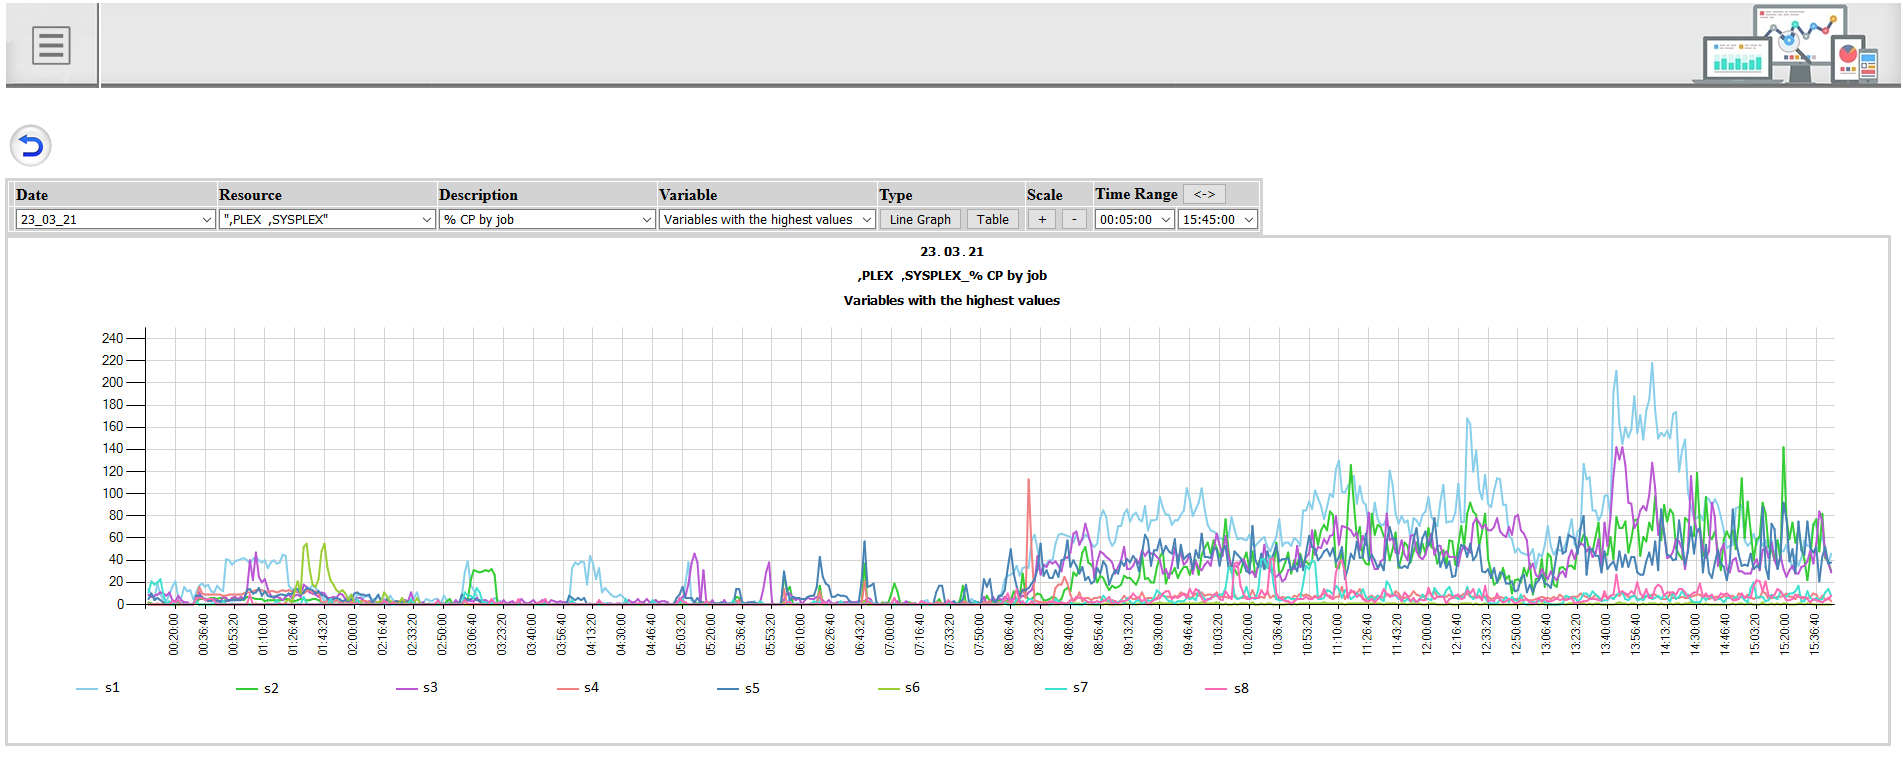 Date Resource Description Variable Type Scale Time Range <->
23_03_21 ",PLEX ,SYSPLEX" % CP by job Variables with the highest values Line Graph Table + - 00:05:00 15:45:00
23. 03. 21
,PLEX ,SYSPLEX_% CP by job
Variables with the highest values
240
220
200
180
160
140
120
100
80
60
40
20
0
00:20:00 00:36:40 00:53:20 01:10:00 01:26:40 01:43:20 02:00:00 02:16:40 02:33:20 02:50:00 03:06:40 03:23:20 03:40:00 03:56:40 04:13:20 04:30:00 04:46:40 05:03:20 05:20:00 05:36:40 05:53:20 06:10:00 06:26:40 06:43:20 07:00:00 07:16:40 07:33:20 07:50:00 08:06:40 08:23:20 08:40:00 08:56:40 09:13:20 09:30:00 09:46:40 10:03:20 10:20:00 10:36:40 10:53:20 11:10:00 11:26:40 11:43:20 12:00:00 12:16:40 12:33:20 12:50:00 13:06:40 13:23:20 13:40:00 13:56:40 14:13:20 14:30:00 14:46:40 15:03:20 15:20:00 15:36:40
s1 s2 s3 s4 s5 s6 s7 s8